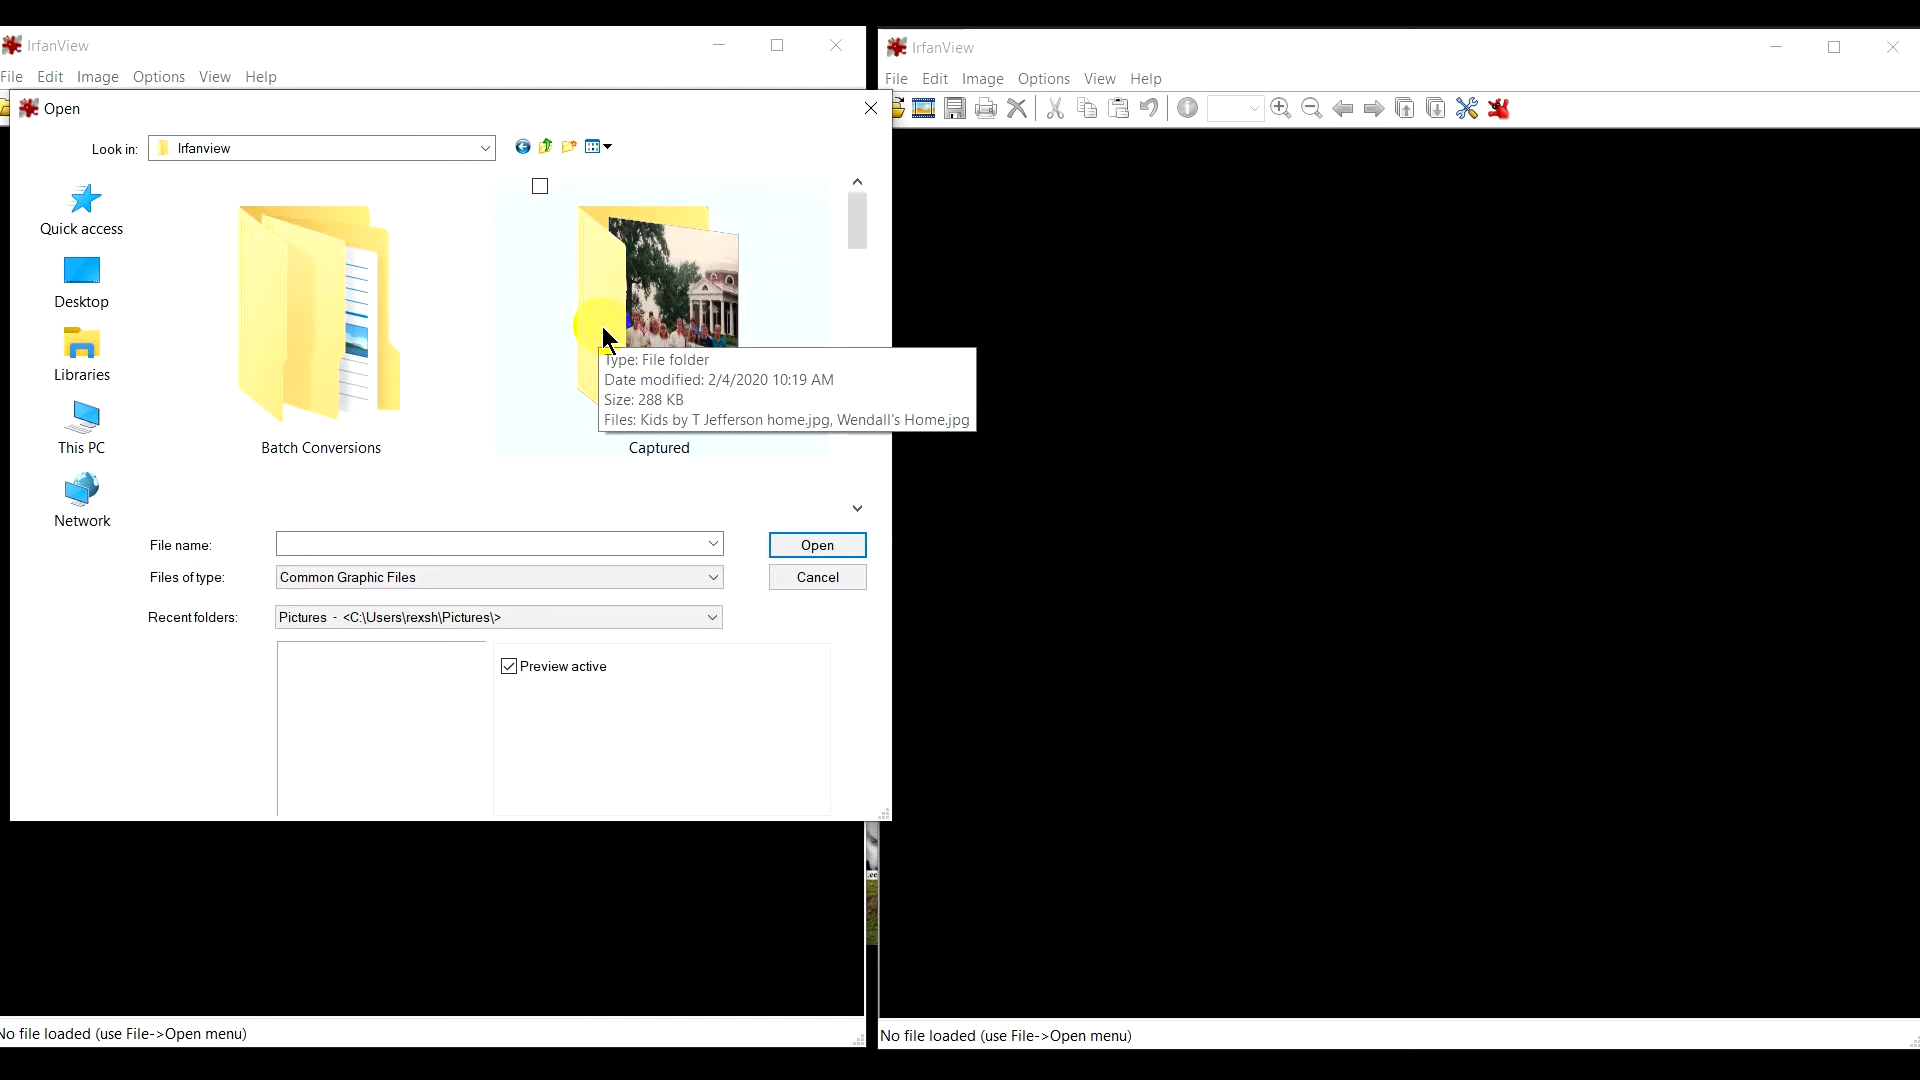 IrfanView
File Edit Image Options View Help
Open
Look in: Irfanview
Quick access
Desktop
Libraries
This PC
Network
Type: File folder
Date modified: 2/4/2020 10:19 AM
Size: 288 KB
Files: Kids by T Jefferson home.jpg, Wendall's Home.jpg
Batch Conversions
Captured
File name:
Open
Files of type: Common Graphic Files
Cancel
Recent folders: Pictures - <C:\Users\rexsh\Pictures\>
Preview active
No file loaded (use File->Open menu)
IrfanView
File Edit Image Options View Help
No file loaded (use File->Open menu)